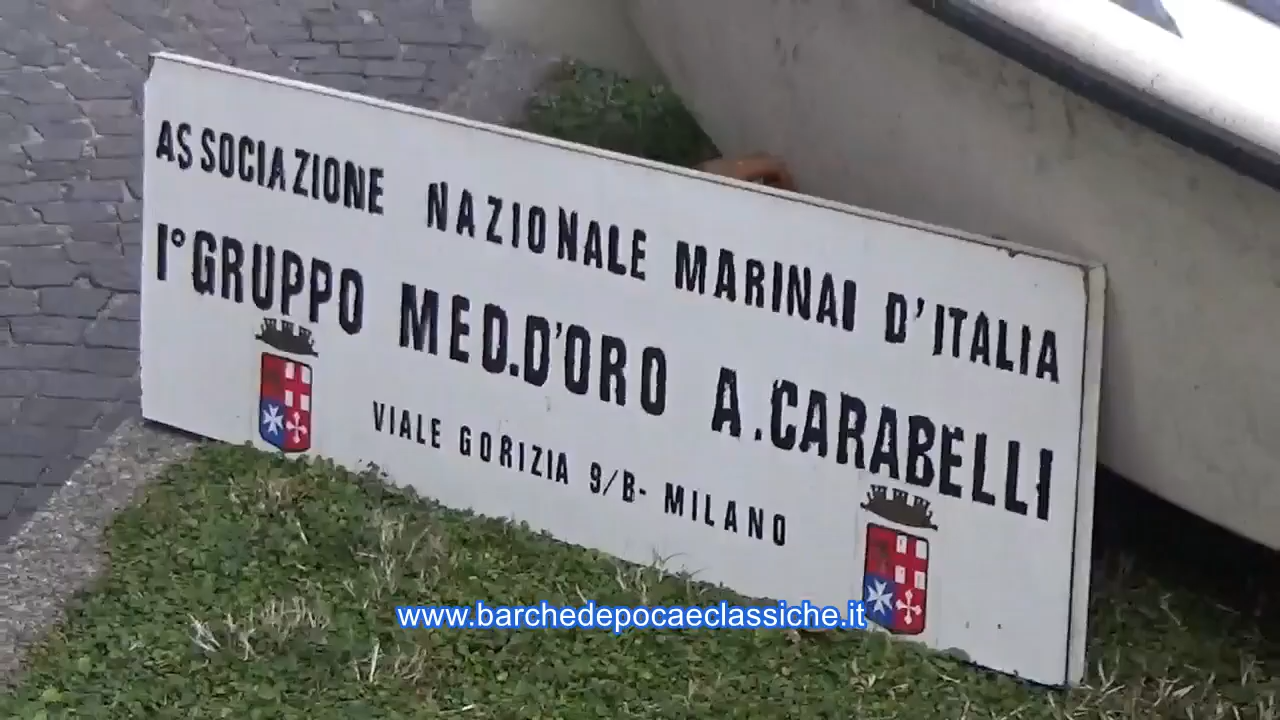 ASSOCIAZIONE NAZIONALE MARINAI D'ITALIA
I° GRUPPO MED.D'ORO A.CARABELLI
VIALE GORIZIA 9/B- MILANO
www.barchedepocaeclassiche.it